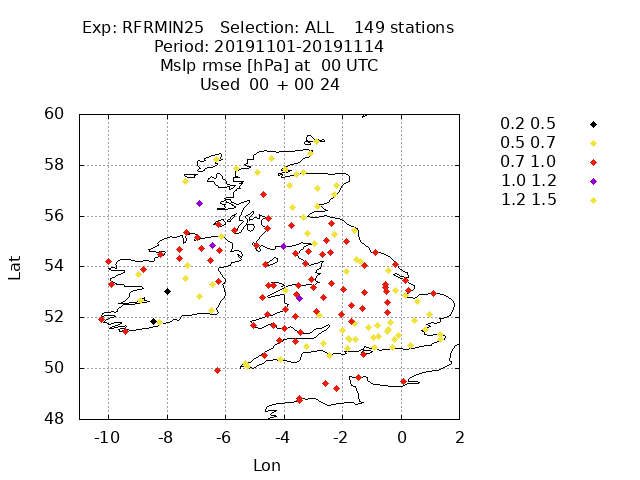 Exp: RFRMIN25 Selection: ALL 149 stations
Period: 20191101-20191114
Mslp rmse [hPa] at 00 UTC
Used 00 + 00 24
0.2 0.5
0.5 0.7
0.7 1.0
1.0 1.2
1.2 1.5
60
58
56
54
52
50
48
Lat
-10 -8 -6 -4 -2 0 2
Lon